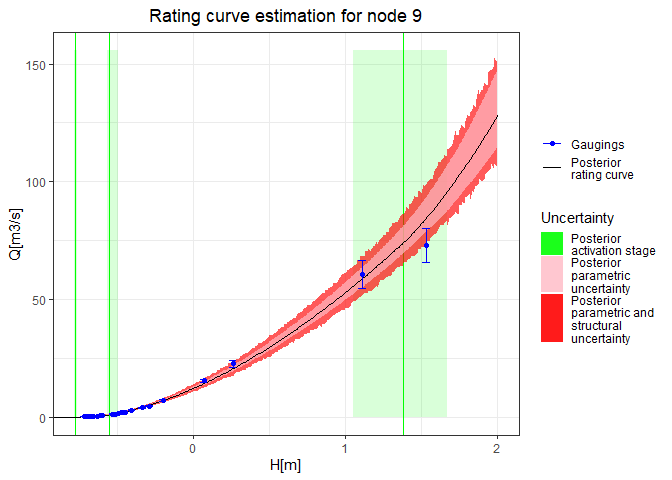 Rating curve estimation for node 9
150
100
50
0
Q[m3/s]
0
1
2
H[m]
Gaugings
Posterior
rating curve
Uncertainty
Posterior
activation stage
Posterior
parametric
uncertainty
Posterior
parametric and
structural
uncertainty